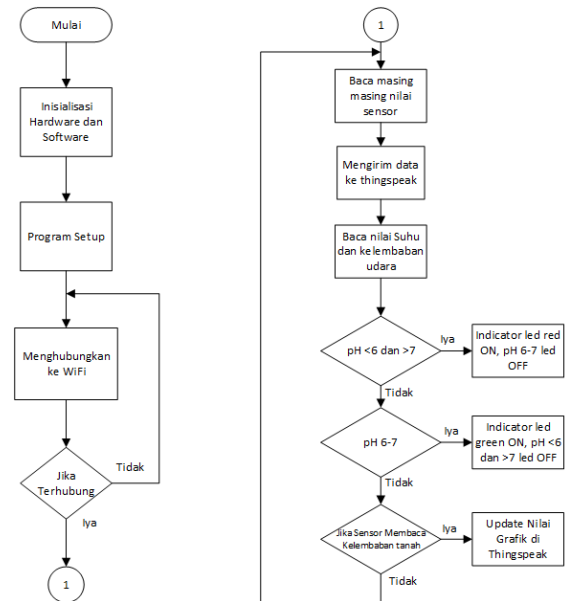 Mulai
Inisialisasi
Hardware dan
Software
Program Setup
Menghubungkan
ke WiFi
Jika
Terhubung
Tidak
Iya
1
1
Baca masing
masing nilai
sensor
Mengirim data
ke thingspeak
Baca nilai Suhu
dan kelembaban
udara
pH <6 dan >7
Iya
Indicator led red
ON, pH 6-7 led
OFF
Tidak
pH 6-7
Iya
Indicator led
green ON, pH <6
dan >7 led OFF
Tidak
Jika Sensor Membaca
Kelembaban tanah
Iya
Update Nilai
Grafik di
Thingspeak
Tidak